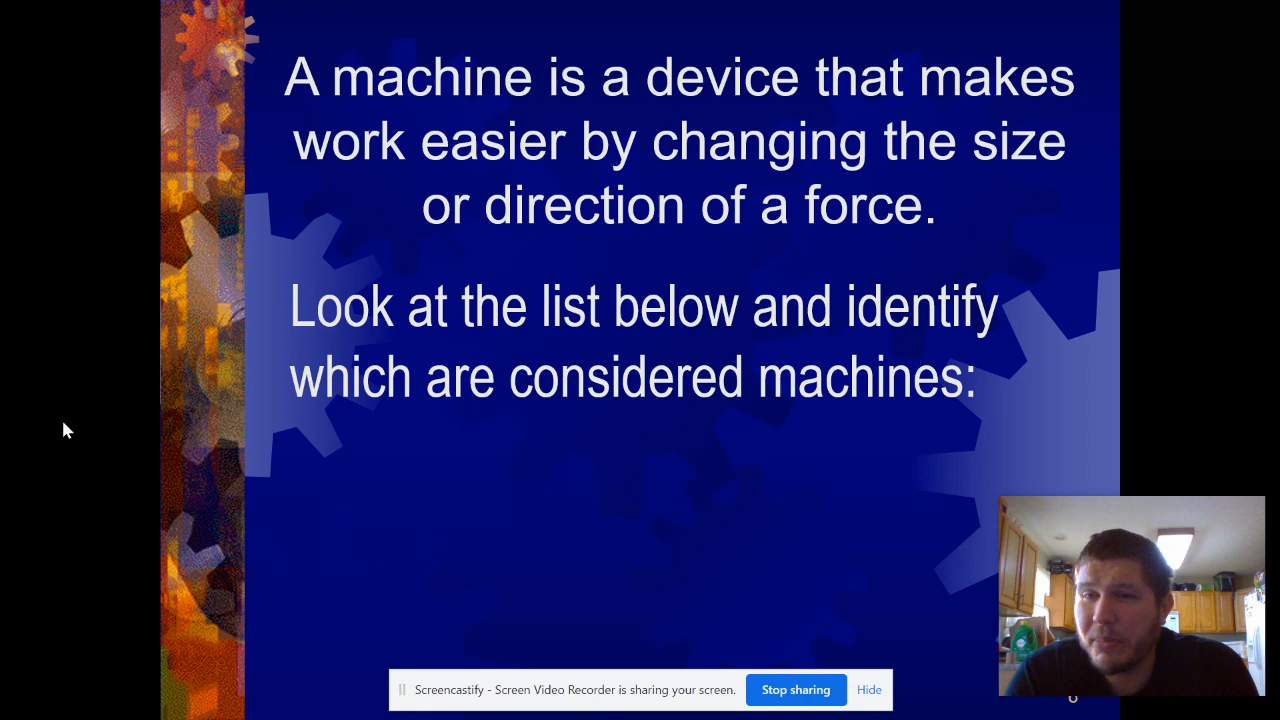 A machine is a device that makes
work easier by changing the size
or direction of a force.
Look at the list below and identify
which are considered machines:
Screencastify - Screen Video Recorder is sharing your screen. Stop sharing Hide